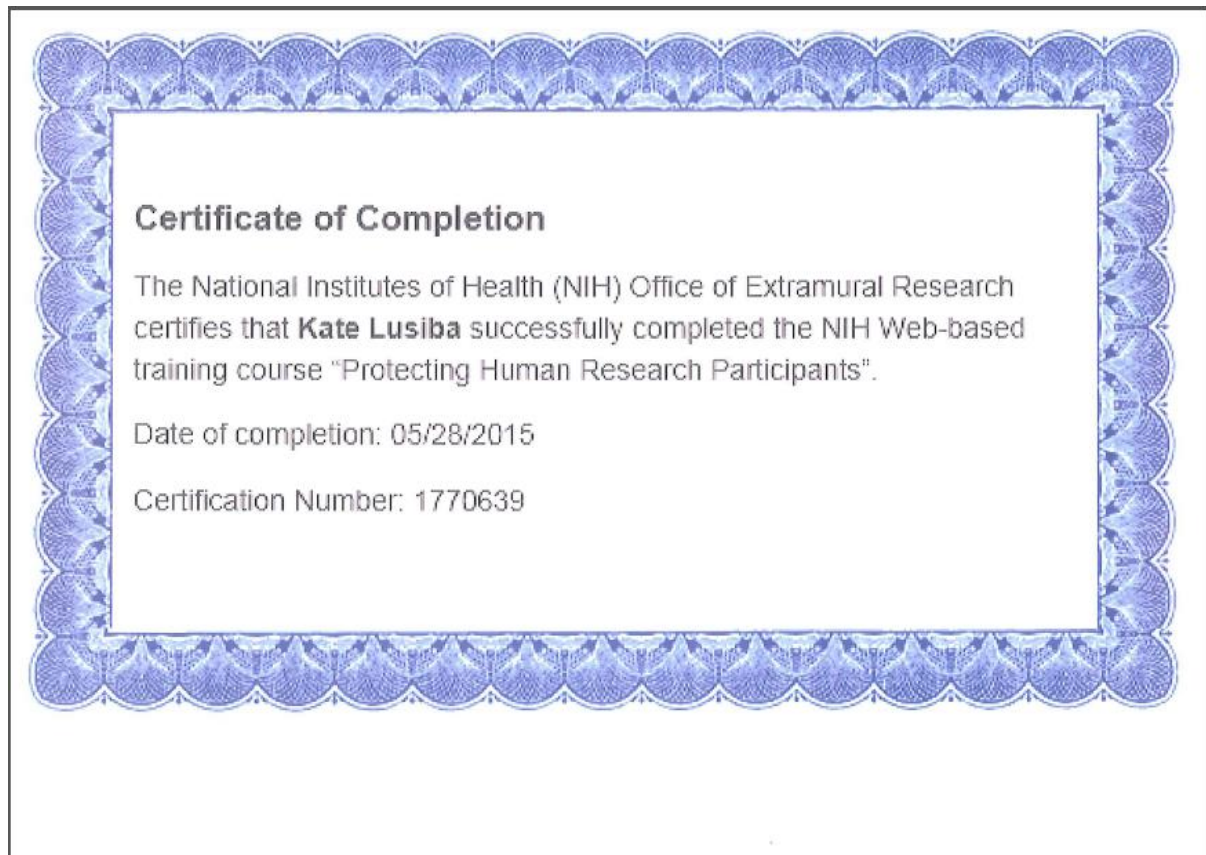 Certificate of Completion
The National Institutes of Health (NIH) Office of Extramural Research
certifies that Kate Lusiba successfully completed the NIH Web-based
training course “Protecting Human Research Participants”.
Date of completion: 05/28/2015
Certification Number: 1770639